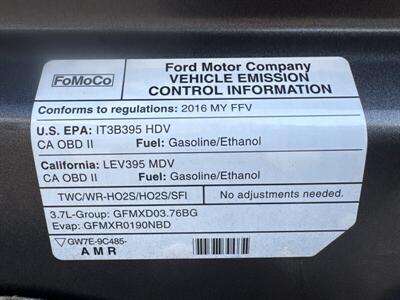 FoMoCo
Ford Motor Company
VEHICLE EMISSION
CONTROL INFORMATION
Conforms to regulations: 2016 MY FFV
U.S. EPA: IT3B395 HDV
CA OBD II Fuel: Gasoline/Ethanol
California: LEV395 MDV
CA OBD II Fuel: Gasoline/Ethanol
TWC/WR-HO2S/HO2S/SFI No adjustments needed.
3.7L-Group: GFMXD03.76BG
Evap: GFMXR0190NBD
GW7E-9C485-
AMR